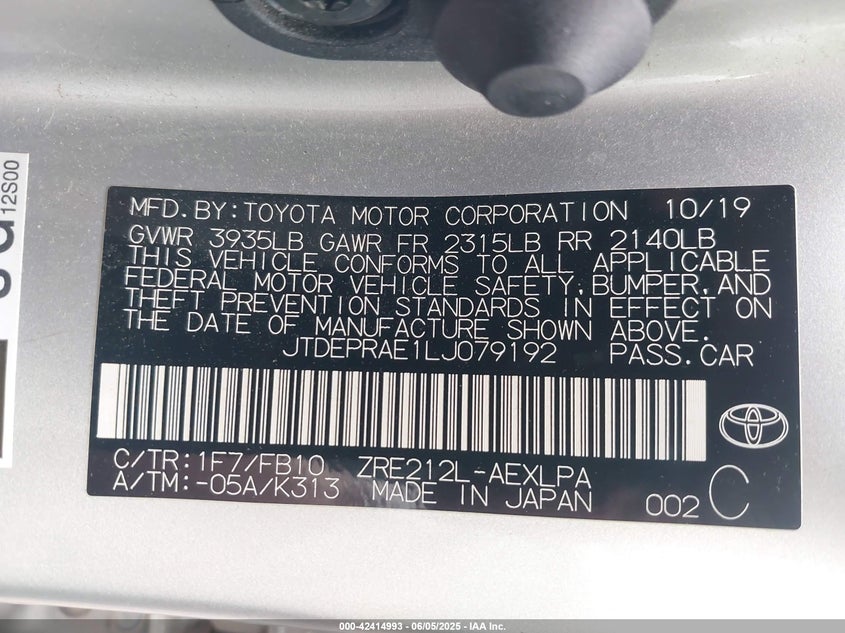 12S00
MFD.BY:TOYOTA MOTOR CORPORATION 10/19
GVWR 3935LB GAWR FR 2315LB RR 2140LB
THIS VEHICLE CONFORMS TO ALL APPLICABLE
FEDERAL MOTOR VEHICLE SAFETY,BUMPER,AND
THEFT PREVENTION STANDARDS IN EFFECT ON
THE DATE OF MANUFACTURE SHOWN ABOVE.
JTDEPRAE1LJ079192 PASS.CAR
C/TR:1F7/FB10 ZRE212L-AEXLPA
A/TM:-05A/K313 MADE IN JAPAN 002 C
000-42414993 - 06/05/2025 - IAA Inc.